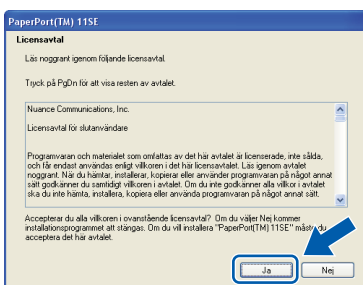 PaperPort(TM) 11SE
Licensavtal
Läs noggrant igenom följande licensavtal.
Tryck på PgDn för att visa resten av avtalet.
Nuance Communications, Inc.
Licensavtal för slutanvändare
Programvaran och materialet som omfattas av det här avtalet är licenserade, inte sålda,
och får endast användas enligt villkoren i det här licensavtalet. Läs igenom avtalet
noggrant. När du hämtar, installerar, kopierar eller använder programvaran på något annat
sätt godkänner du samtidigt villkoren i avtalet. Om du inte godkänner alla villkor i avtalet
ska du inte hämta, installera, kopiera eller använda programvaran på något sätt.
Accepterar du alla villkoren i ovanstående licensavtal? Om du väljer Nej kommer
installationsprogrammet att stängas. Om du vill installera "PaperPort(TM) 11SE" måste du
acceptera det här avtalet.
Ja
Nej